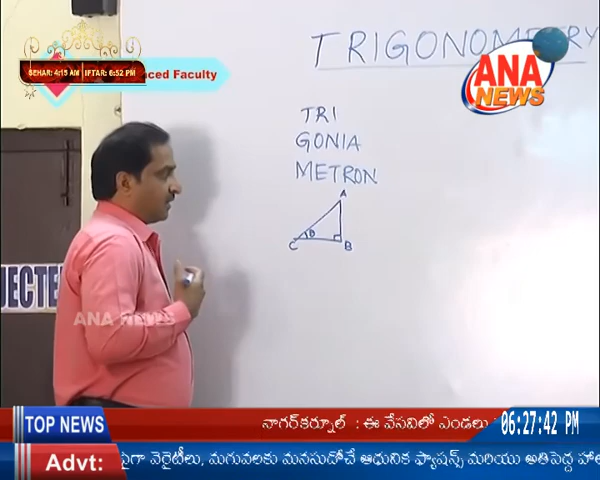 TRIGONOMETRY
SEHAR: 4:15 AM IFTAR: 6:52 PM
nced Faculty
ANA
NEWS
TRI
GONIA
METRON
A
θ
C B
JECTE
ANA NEWS
TOP NEWS నాగర్‌కర్నూల్ : ఈ వేసవిలో ఎండలు 06:27:42 PM
Advt: పైగా వెరైటీలు, మగువలకు మనసుదోచే ఆధునిక ఫ్యాషన్స్ మరియు అతిపెద్ద హాల